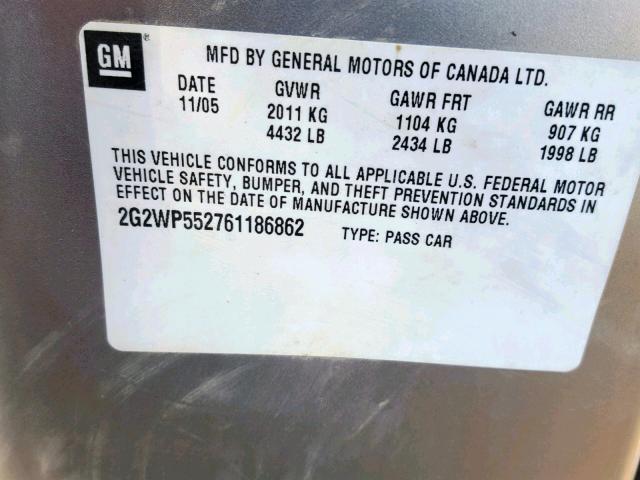 GM
MFD BY GENERAL MOTORS OF CANADA LTD.
DATE GVWR GAWR FRT GAWR RR
11/05 2011 KG 1104 KG 907 KG
4432 LB 2434 LB 1998 LB
THIS VEHICLE CONFORMS TO ALL APPLICABLE U.S. FEDERAL MOTOR
VEHICLE SAFETY, BUMPER, AND THEFT PREVENTION STANDARDS IN
EFFECT ON THE DATE OF MANUFACTURE SHOWN ABOVE.
2G2WP552761186862 TYPE: PASS CAR